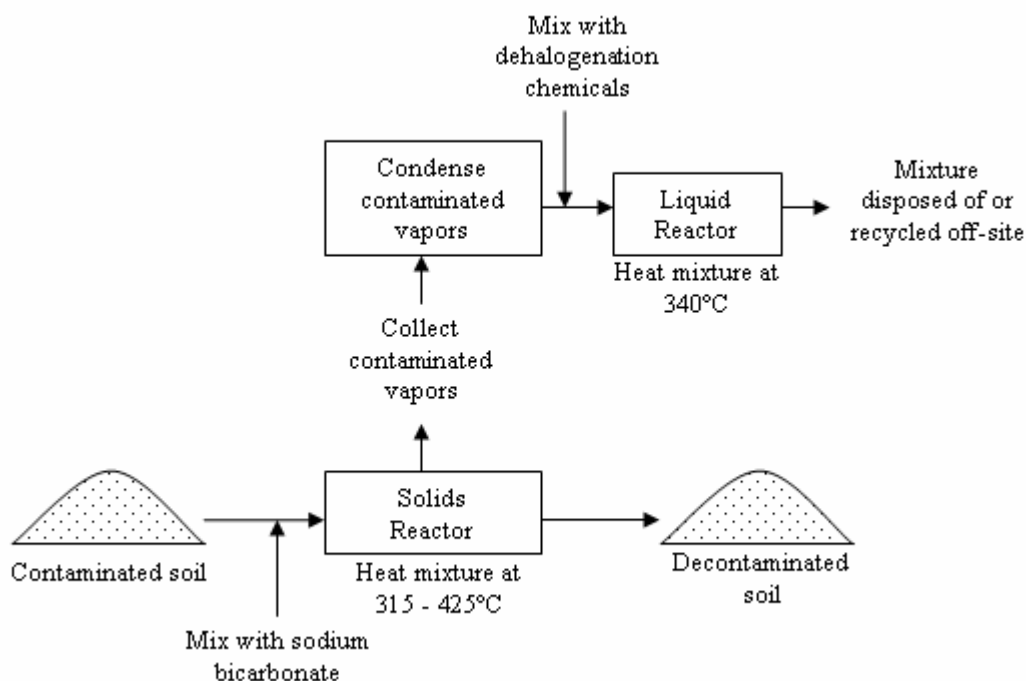 Mix with
dehalogenation
chemicals
Condense
contaminated
vapors
Liquid
Reactor
Heat mixture at
340°C
Mixture
disposed of or
recycled off-site
Collect
contaminated
vapors
Contaminated soil
Mix with sodium
bicarbonate
Solids
Reactor
Heat mixture at
315 - 425°C
Decontaminated
soil